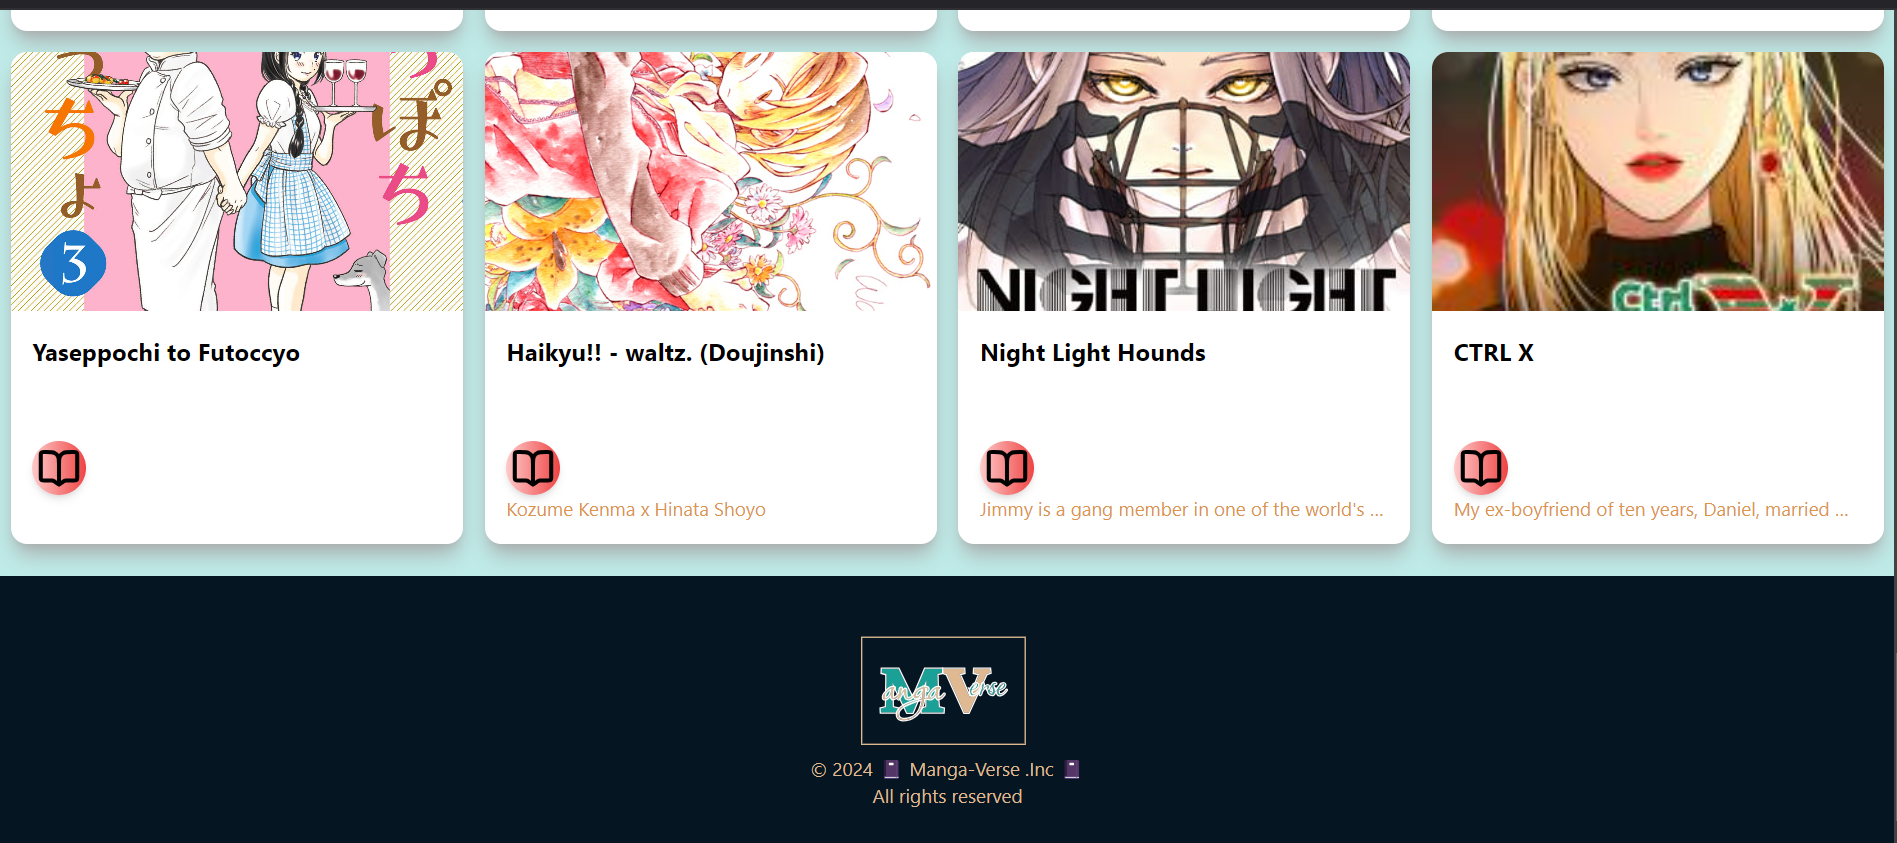 っちょ
っぽち
3
NIGHT LIGHT
Ctrl X
Yaseppochi to Futoccyo
Haikyu!! - waltz. (Doujinshi)
Night Light Hounds
CTRL X
Kozume Kenma x Hinata Shoyo
Jimmy is a gang member in one of the world's ...
My ex-boyfriend of ten years, Daniel, married ...
Manga Verse
© 2024 Manga-Verse .Inc
All rights reserved